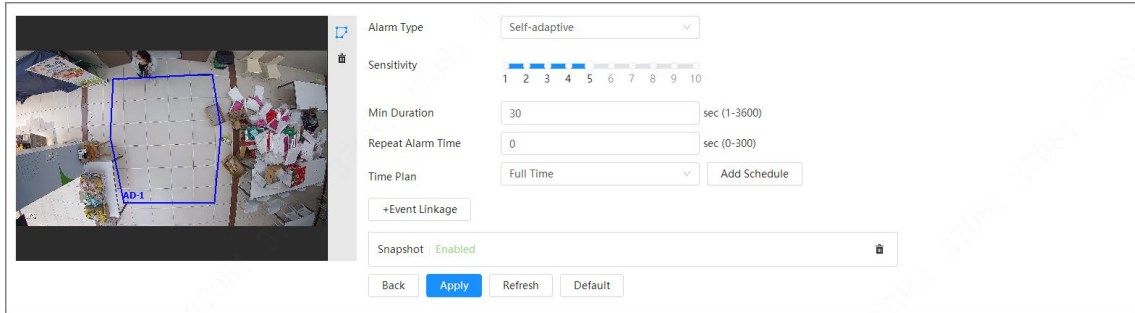 Alarm Type Self-adaptive
Sensitivity
1 2 3 4 5 6 7 8 9 10
Min Duration 30 sec (1-3600)
Repeat Alarm Time 0 sec (0-300)
Time Plan Full Time Add Schedule
AD-1
+Event Linkage
Snapshot Enabled
Back Apply Refresh Default